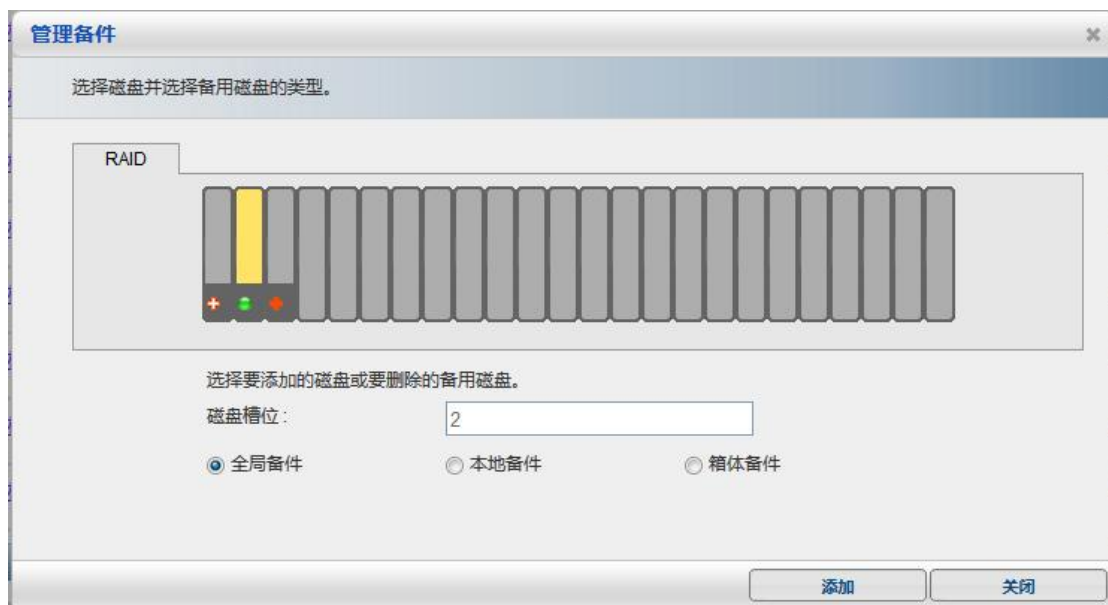 管理备件
选择磁盘并选择备用磁盘的类型。
RAID
选择要添加的磁盘或要删除的备用磁盘。
磁盘槽位：
2
全局备件 本地备件 箱体备件
添加 关闭